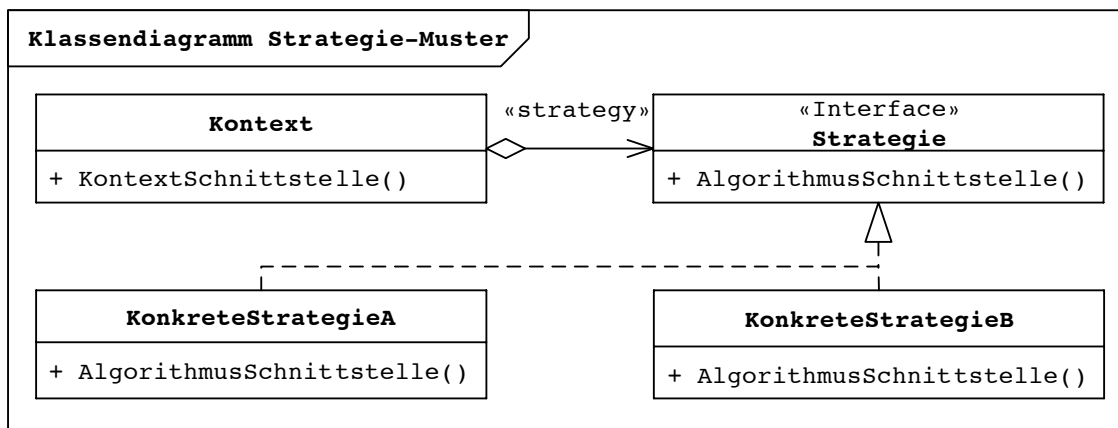 Klassendiagramm Strategie-Muster
Kontext
+ KontextSchnittstelle()
«strategy»
«Interface»
Strategie
+ AlgorithmusSchnittstelle()
KonkreteStrategieA
+ AlgorithmusSchnittstelle()
KonkreteStrategieB
+ AlgorithmusSchnittstelle()